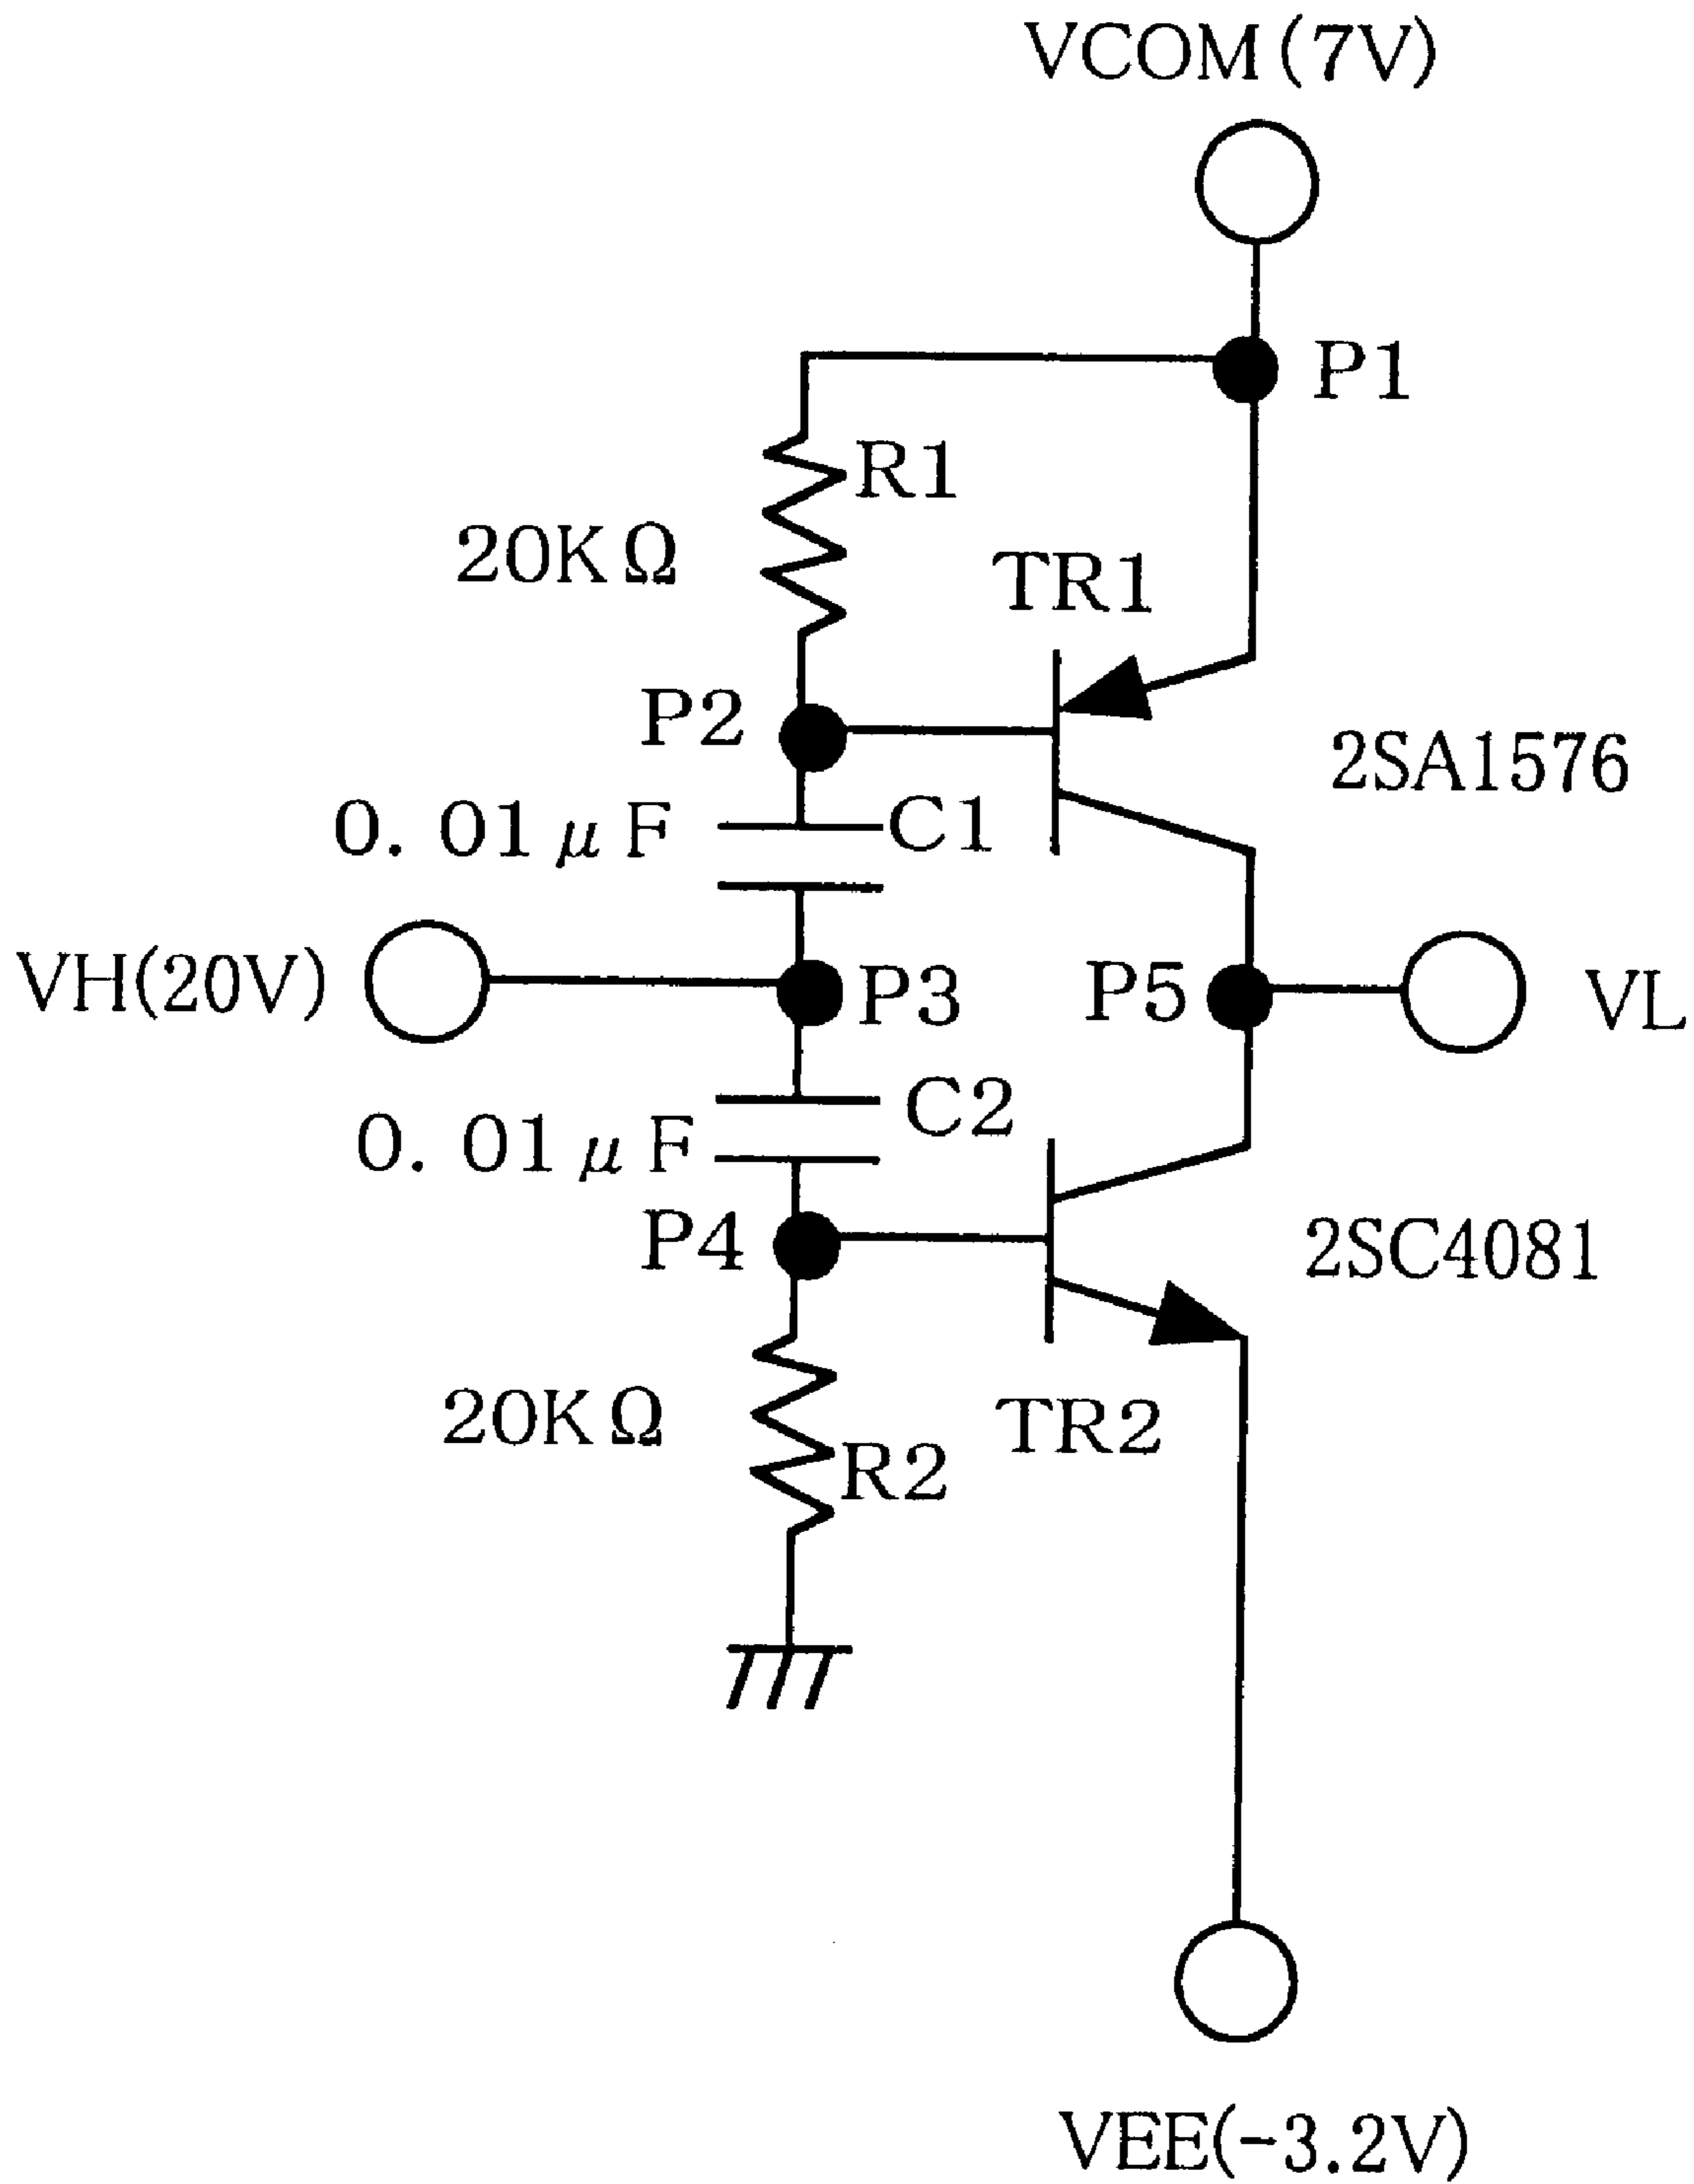 VCOM(7V)
P1
R1
20KΩ
TR1
P2
2SA1576
0.01μF
C1
VH(20V)
P3
P5
VL
C2
0.01μF
P4
2SC4081
20KΩ
TR2
R2
VEE(-3.2V)